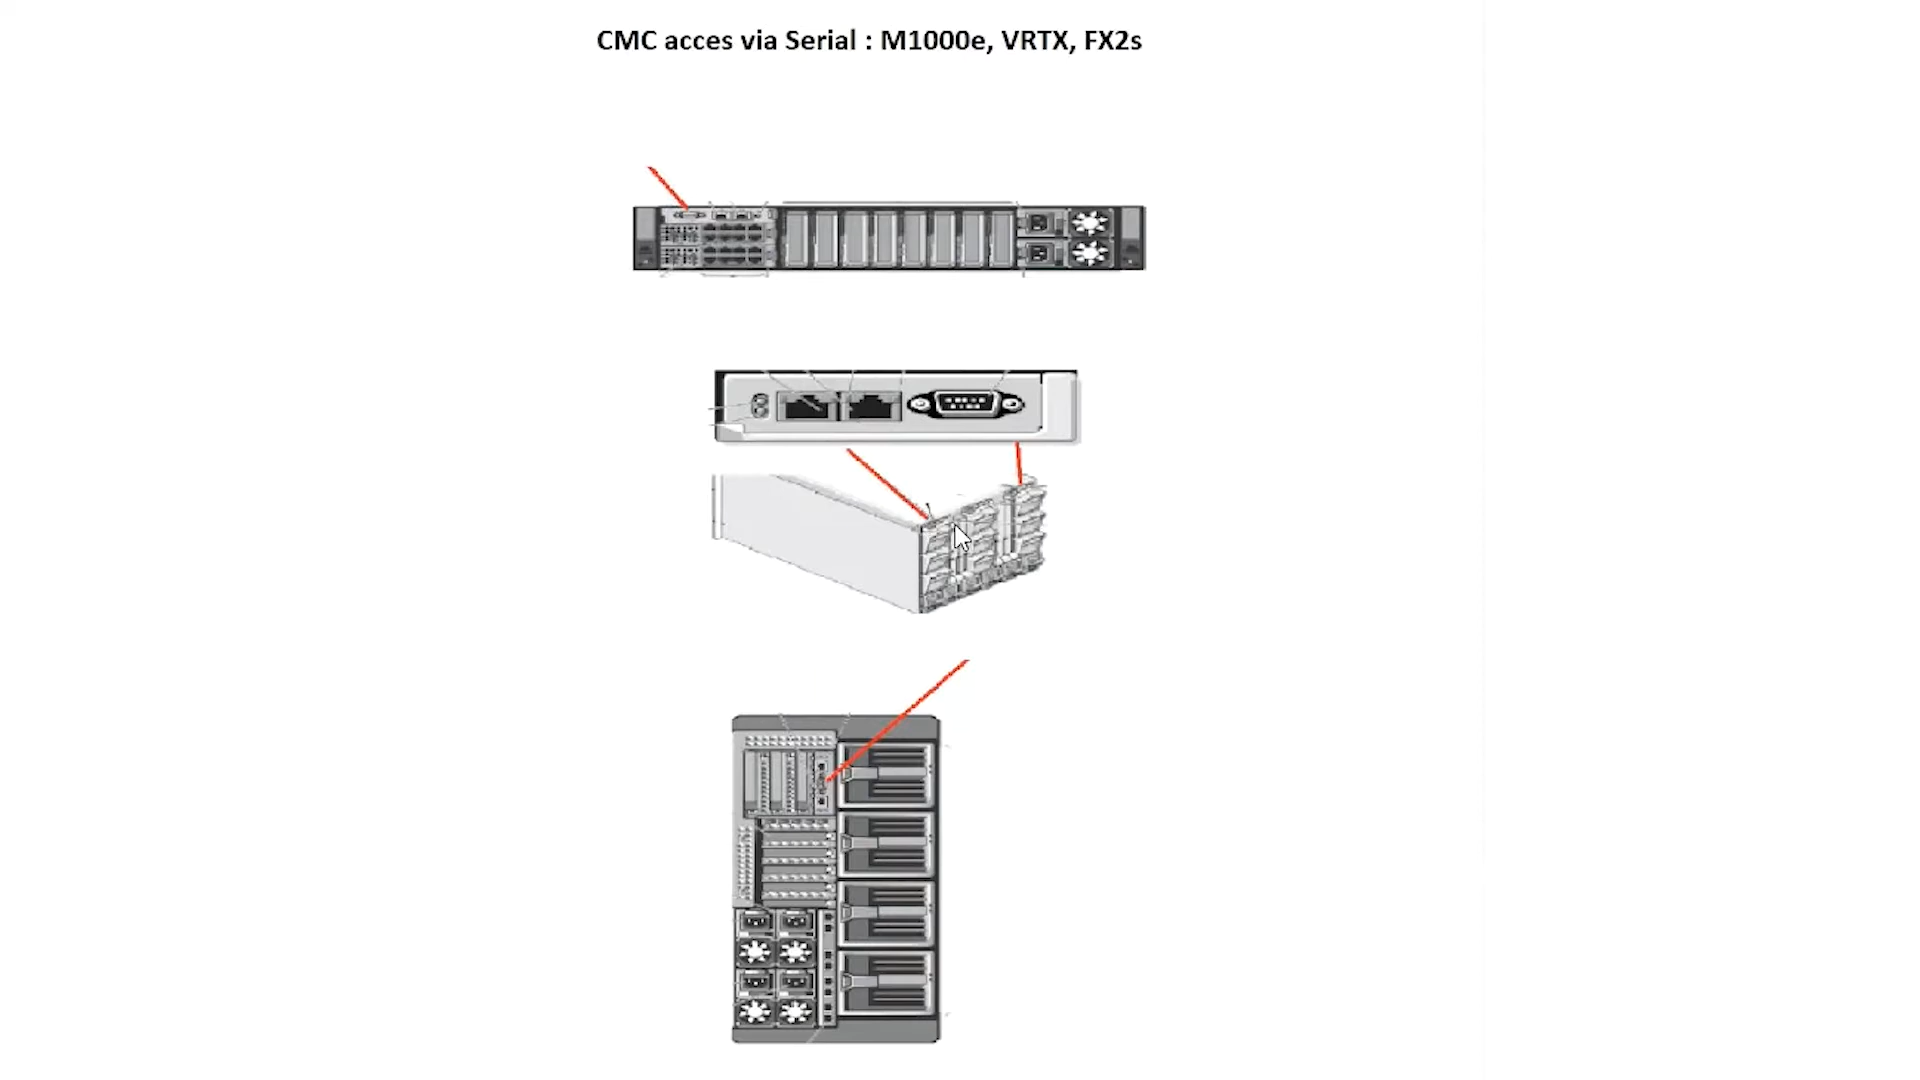 CMC acces via Serial : M1000e, VRTX, FX2s